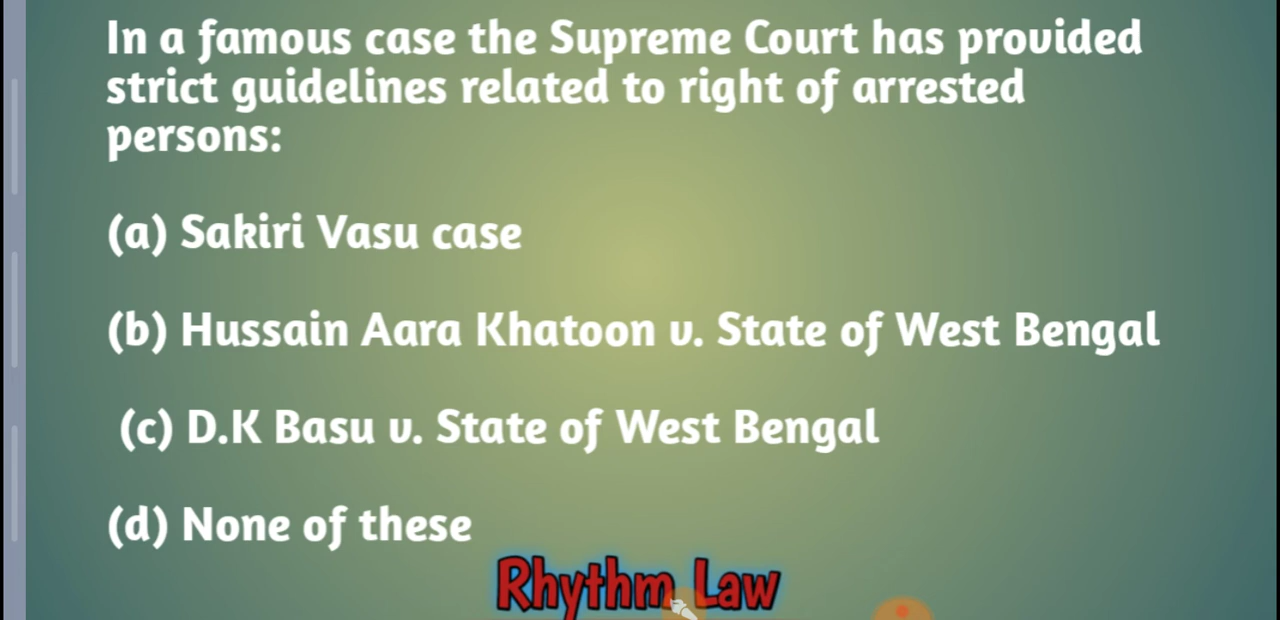 In a famous case the Supreme Court has provided
strict guidelines related to right of arrested
persons:
(a) Sakiri Vasu case
(b) Hussain Aara Khatoon v. State of West Bengal
(c) D.K Basu v. State of West Bengal
(d) None of these
Rhythm Law